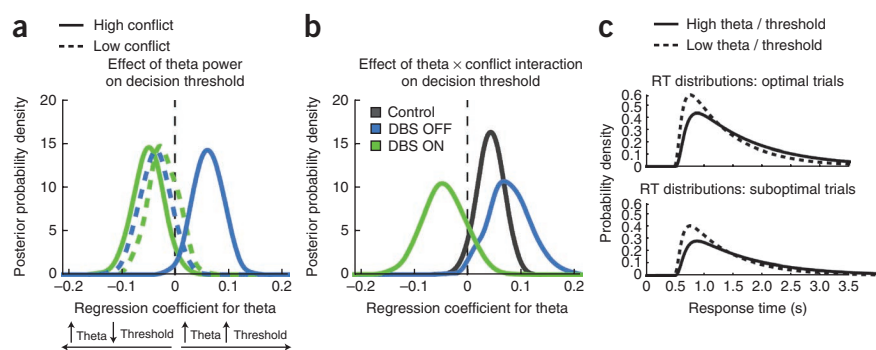 a
High conflict
Low conflict
Effect of theta power
on decision threshold
Posterior probability density
20
15
10
5
0
−0.2
−0.1
0
0.1
0.2
Regression coefficient for theta
Theta
Threshold
Theta
Threshold
b
Effect of theta × conflict interaction
on decision threshold
Posterior probability density
20
15
10
5
0
Control
DBS OFF
DBS ON
−0.2
−0.1
0
0.1
0.2
Regression coefficient for theta
c
High theta / threshold
Low theta / threshold
RT distributions: optimal trials
0.6
0.5
0.4
0.3
0.2
0.1
0
Probability density
RT distributions: suboptimal trials
0.6
0.5
0.4
0.3
0.2
0.1
0
0 0.5 1.0 1.5 2.0 2.5 3.0 3.5
Response time (s)